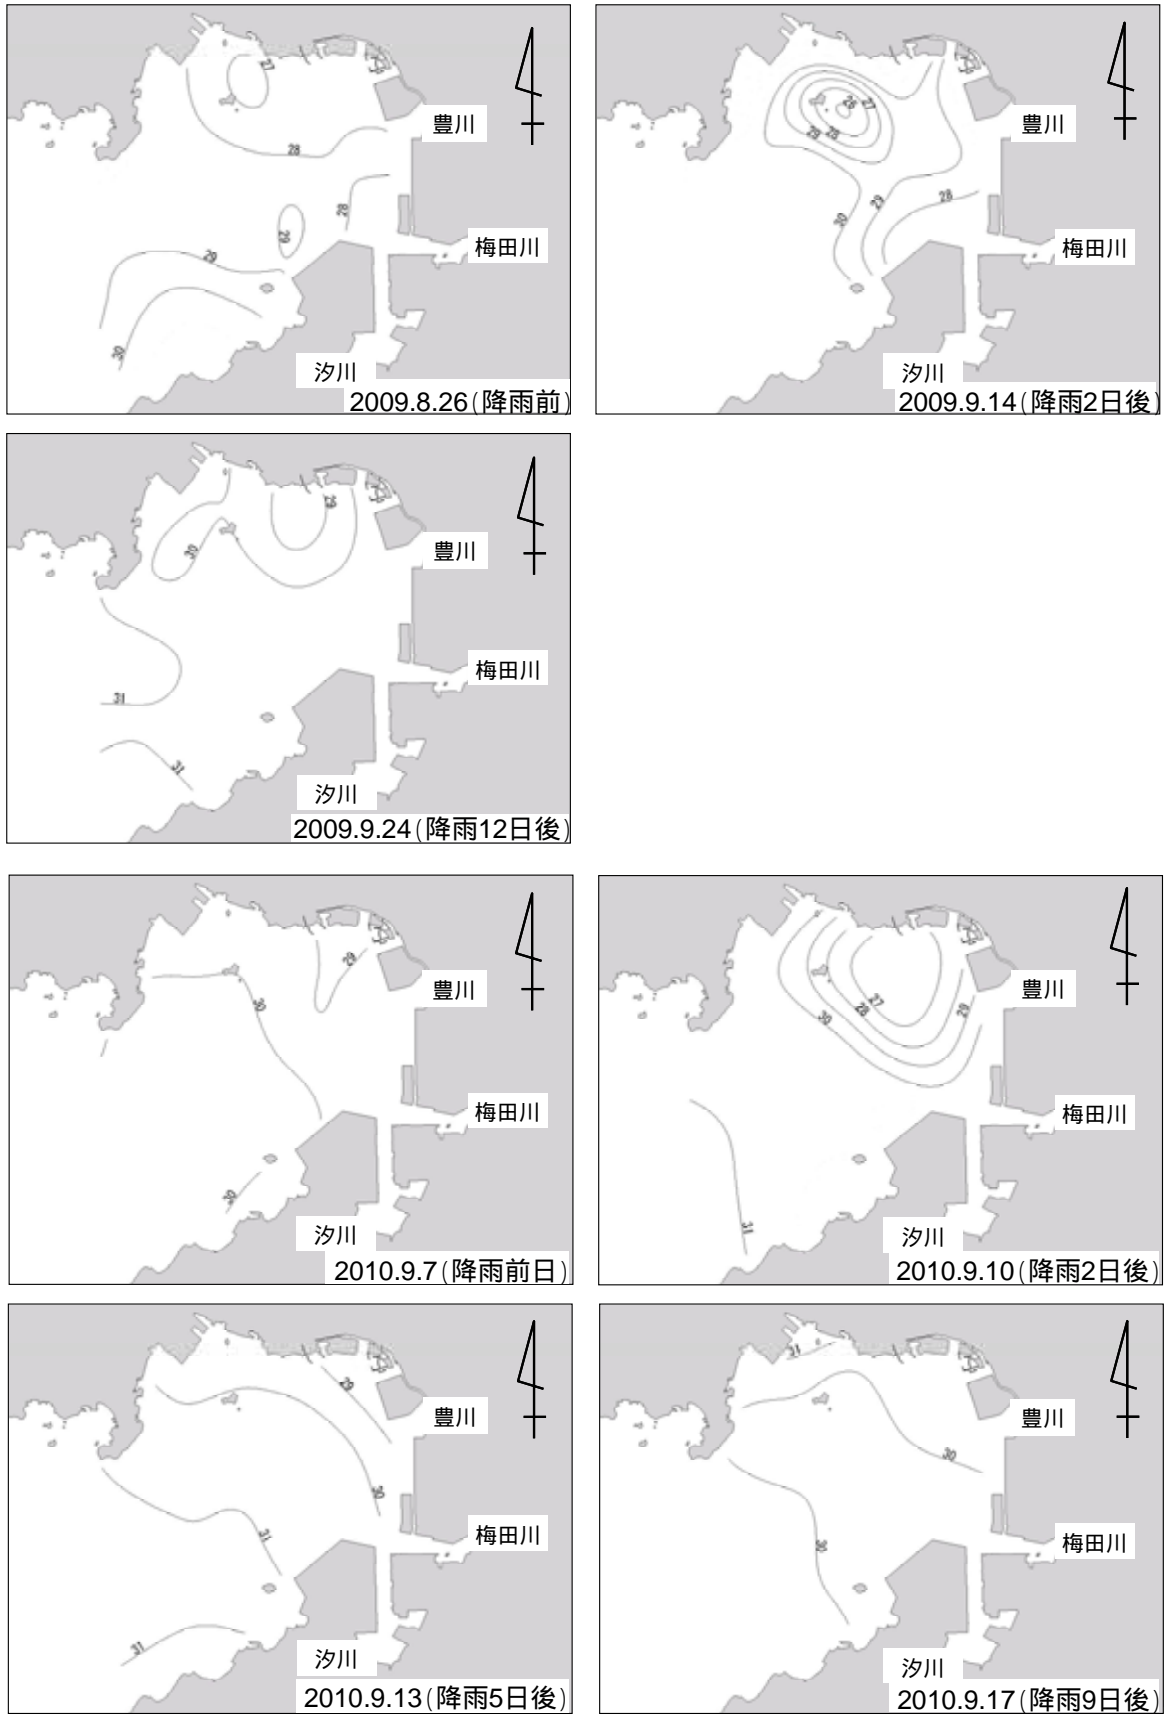 27
28
28
29
29
30
豊川
梅田川
汐川
2009.8.26(降雨前)
26
27
29
28
30
29
28
豊川
梅田川
汐川
2009.9.14(降雨2日後)
29
30
31
31
豊川
梅田川
汐川
2009.9.24(降雨12日後)
29
30
豊川
梅田川
汐川
2010.9.7(降雨前日)
27
28
29
30
31
豊川
梅田川
汐川
2010.9.10(降雨2日後)
29
30
31
31
豊川
梅田川
汐川
2010.9.13(降雨5日後)
31
30
豊川
梅田川
汐川
2010.9.17(降雨9日後)